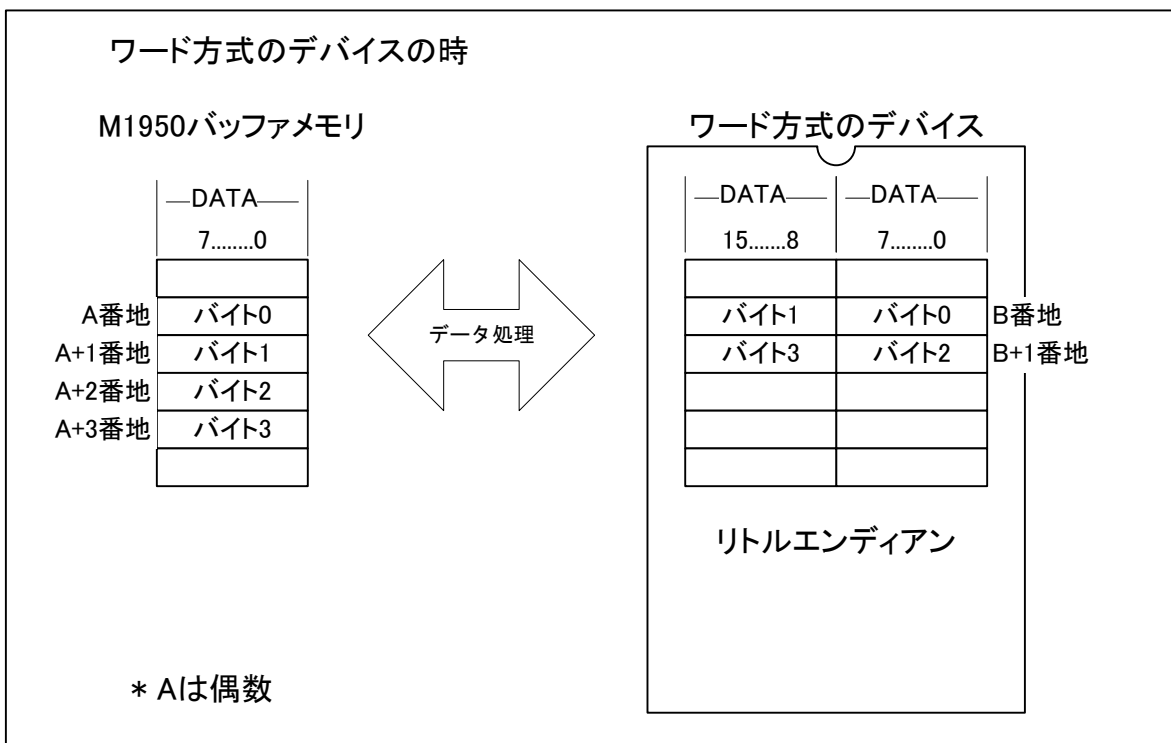 ワード方式のデバイスの時
M1950バッファメモリ
DATA
7........0
A番地 バイト0
A+1番地 バイト1
A+2番地 バイト2
A+3番地 バイト3
データ処理
ワード方式のデバイス
DATA DATA
15.......8 7........0
バイト1 バイト0 B番地
バイト3 バイト2 B+1番地
リトルエンディアン
* Aは偶数